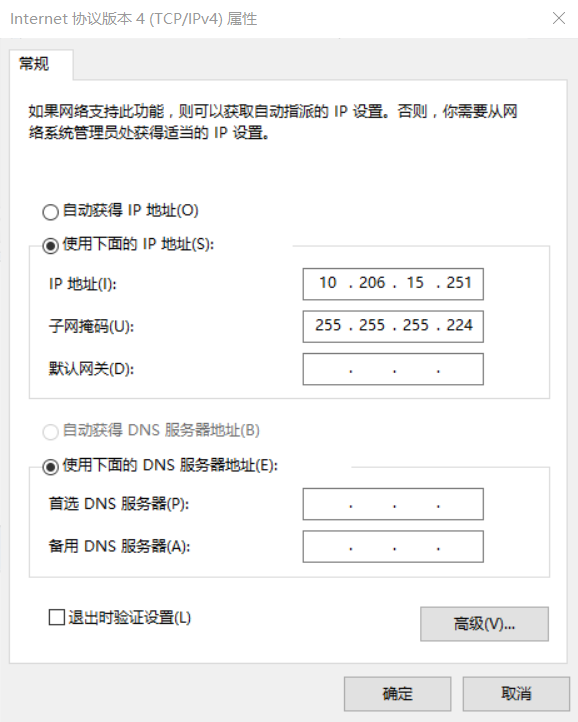 Internet 协议版本 4 (TCP/IPv4) 属性
常规
如果网络支持此功能，则可以获取自动指派的 IP 设置。否则，你需要从网
络系统管理员处获得适当的 IP 设置。
自动获得 IP 地址(O)
使用下面的 IP 地址(S):
IP 地址(I): 10 . 206 . 15 . 251
子网掩码(U): 255 . 255 . 255 . 224
默认网关(D): . . .
自动获得 DNS 服务器地址(B)
使用下面的 DNS 服务器地址(E):
首选 DNS 服务器(P): . . .
备用 DNS 服务器(A): . . .
退出时验证设置(L)
高级(V)...
确定 取消